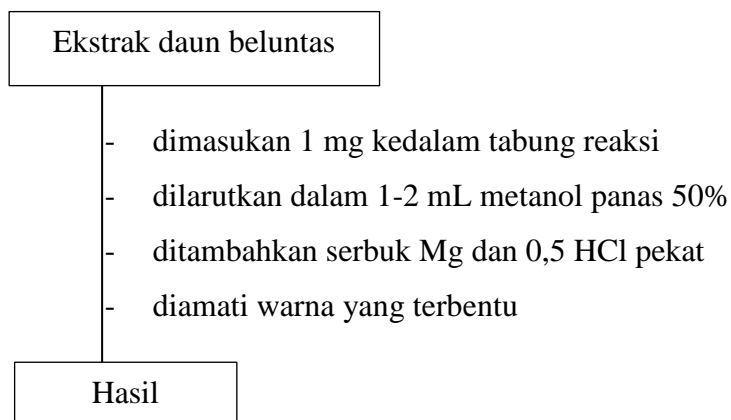 Ekstrak daun beluntas
- dimasukan 1 mg kedalam tabung reaksi
- dilarutkan dalam 1-2 mL metanol panas 50%
- ditambahkan serbuk Mg dan 0,5 HCl pekat
- diamati warna yang terbentu
Hasil